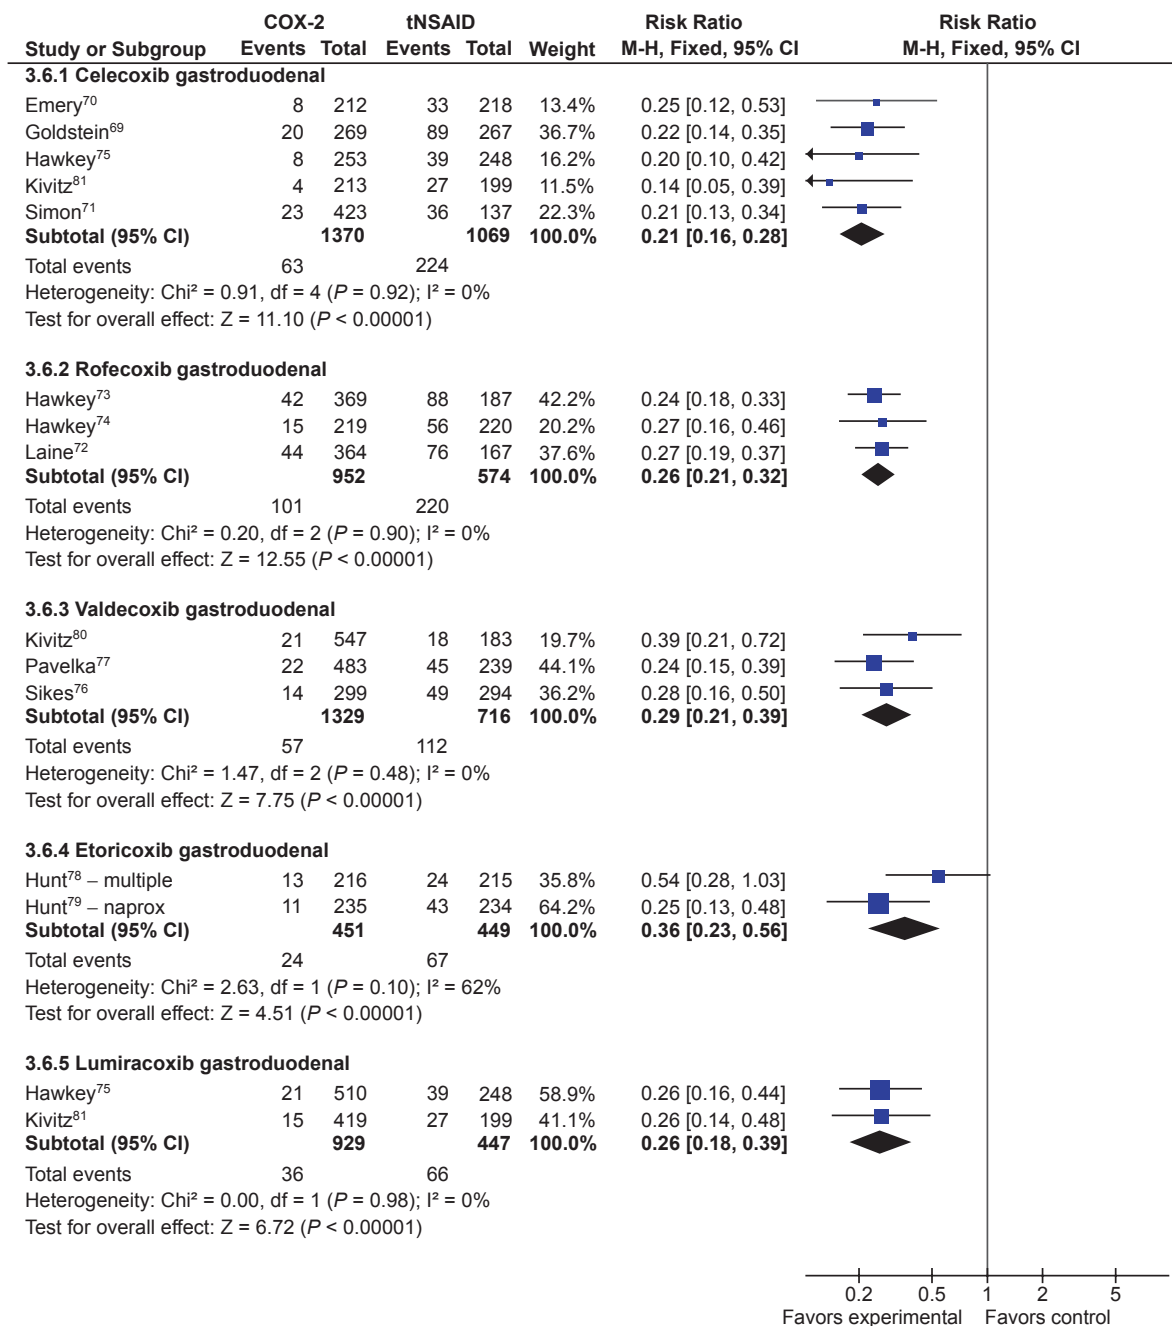 COX-2 tNSAID Risk Ratio Risk Ratio
Study or Subgroup Events Total Events Total Weight M-H, Fixed, 95% CI M-H, Fixed, 95% CI
3.6.1 Celecoxib gastroduodenal
Emery⁷⁰ 8 212 33 218 13.4% 0.25 [0.12, 0.53]
Goldstein⁶⁹ 20 269 89 267 36.7% 0.22 [0.14, 0.35]
Hawkey⁷⁵ 8 253 39 248 16.2% 0.20 [0.10, 0.42]
Kivitz⁸¹ 4 213 27 199 11.5% 0.14 [0.05, 0.39]
Simon⁷¹ 23 423 36 137 22.3% 0.21 [0.13, 0.34]
Subtotal (95% CI) 1370 1069 100.0% 0.21 [0.16, 0.28]
Total events 63 224
Heterogeneity: Chi² = 0.91, df = 4 (P = 0.92); I² = 0%
Test for overall effect: Z = 11.10 (P < 0.00001)
3.6.2 Rofecoxib gastroduodenal
Hawkey⁷³ 42 369 88 187 42.2% 0.24 [0.18, 0.33]
Hawkey⁷⁴ 15 219 56 220 20.2% 0.27 [0.16, 0.46]
Laine⁷² 44 364 76 167 37.6% 0.27 [0.19, 0.37]
Subtotal (95% CI) 952 574 100.0% 0.26 [0.21, 0.32]
Total events 101 220
Heterogeneity: Chi² = 0.20, df = 2 (P = 0.90); I² = 0%
Test for overall effect: Z = 12.55 (P < 0.00001)
3.6.3 Valdecoxib gastroduodenal
Kivitz⁸⁰ 21 547 18 183 19.7% 0.39 [0.21, 0.72]
Pavelka⁷⁷ 22 483 45 239 44.1% 0.24 [0.15, 0.39]
Sikes⁷⁶ 14 299 49 294 36.2% 0.28 [0.16, 0.50]
Subtotal (95% CI) 1329 716 100.0% 0.29 [0.21, 0.39]
Total events 57 112
Heterogeneity: Chi² = 1.47, df = 2 (P = 0.48); I² = 0%
Test for overall effect: Z = 7.75 (P < 0.00001)
3.6.4 Etoricoxib gastroduodenal
Hunt⁷⁸ – multiple 13 216 24 215 35.8% 0.54 [0.28, 1.03]
Hunt⁷⁹ – naprox 11 235 43 234 64.2% 0.25 [0.13, 0.48]
Subtotal (95% CI) 451 449 100.0% 0.36 [0.23, 0.56]
Total events 24 67
Heterogeneity: Chi² = 2.63, df = 1 (P = 0.10); I² = 62%
Test for overall effect: Z = 4.51 (P < 0.00001)
3.6.5 Lumiracoxib gastroduodenal
Hawkey⁷⁵ 21 510 39 248 58.9% 0.26 [0.16, 0.44]
Kivitz⁸¹ 15 419 27 199 41.1% 0.26 [0.14, 0.48]
Subtotal (95% CI) 929 447 100.0% 0.26 [0.18, 0.39]
Total events 36 66
Heterogeneity: Chi² = 0.00, df = 1 (P = 0.98); I² = 0%
Test for overall effect: Z = 6.72 (P < 0.00001)
0.2 0.5 1 2 5
Favors experimental Favors control